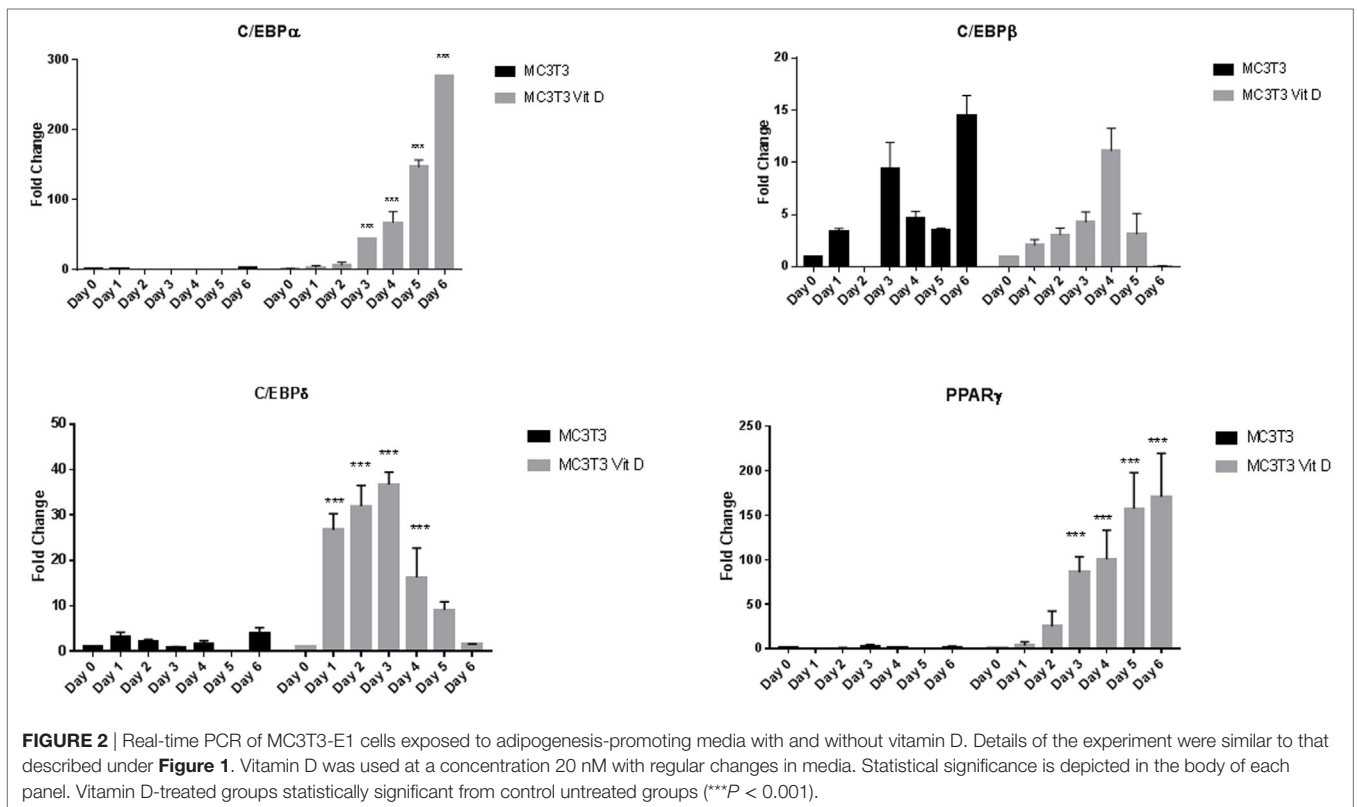 C/EBPα
300
200
100
0
Fold Change
*** *** *** ***
MC3T3
MC3T3 Vit D
Day 0 Day 1 Day 2 Day 3 Day 4 Day 5 Day 6 Day 0 Day 1 Day 2 Day 3 Day 4 Day 5 Day 6
C/EBPβ
20
15
10
5
0
Fold Change
MC3T3
MC3T3 Vit D
Day 0 Day 1 Day 2 Day 3 Day 4 Day 5 Day 6 Day 0 Day 1 Day 2 Day 3 Day 4 Day 5 Day 6
C/EBPδ
50
40
30
20
10
0
Fold Change
*** *** *** ***
MC3T3
MC3T3 Vit D
Day 0 Day 1 Day 2 Day 3 Day 4 Day 5 Day 6 Day 0 Day 1 Day 2 Day 3 Day 4 Day 5 Day 6
PPARγ
250
200
150
100
50
0
Fold Change
*** *** *** ***
MC3T3
MC3T3 Vit D
Day 0 Day 1 Day 2 Day 3 Day 4 Day 5 Day 6 Day 0 Day 1 Day 2 Day 3 Day 4 Day 5 Day 6
FIGURE 2 | Real-time PCR of MC3T3-E1 cells exposed to adipogenesis-promoting media with and without vitamin D. Details of the experiment were similar to that
described under Figure 1. Vitamin D was used at a concentration 20 nM with regular changes in media. Statistical significance is depicted in the body of each
panel. Vitamin D-treated groups statistically significant from control untreated groups (***P < 0.001).